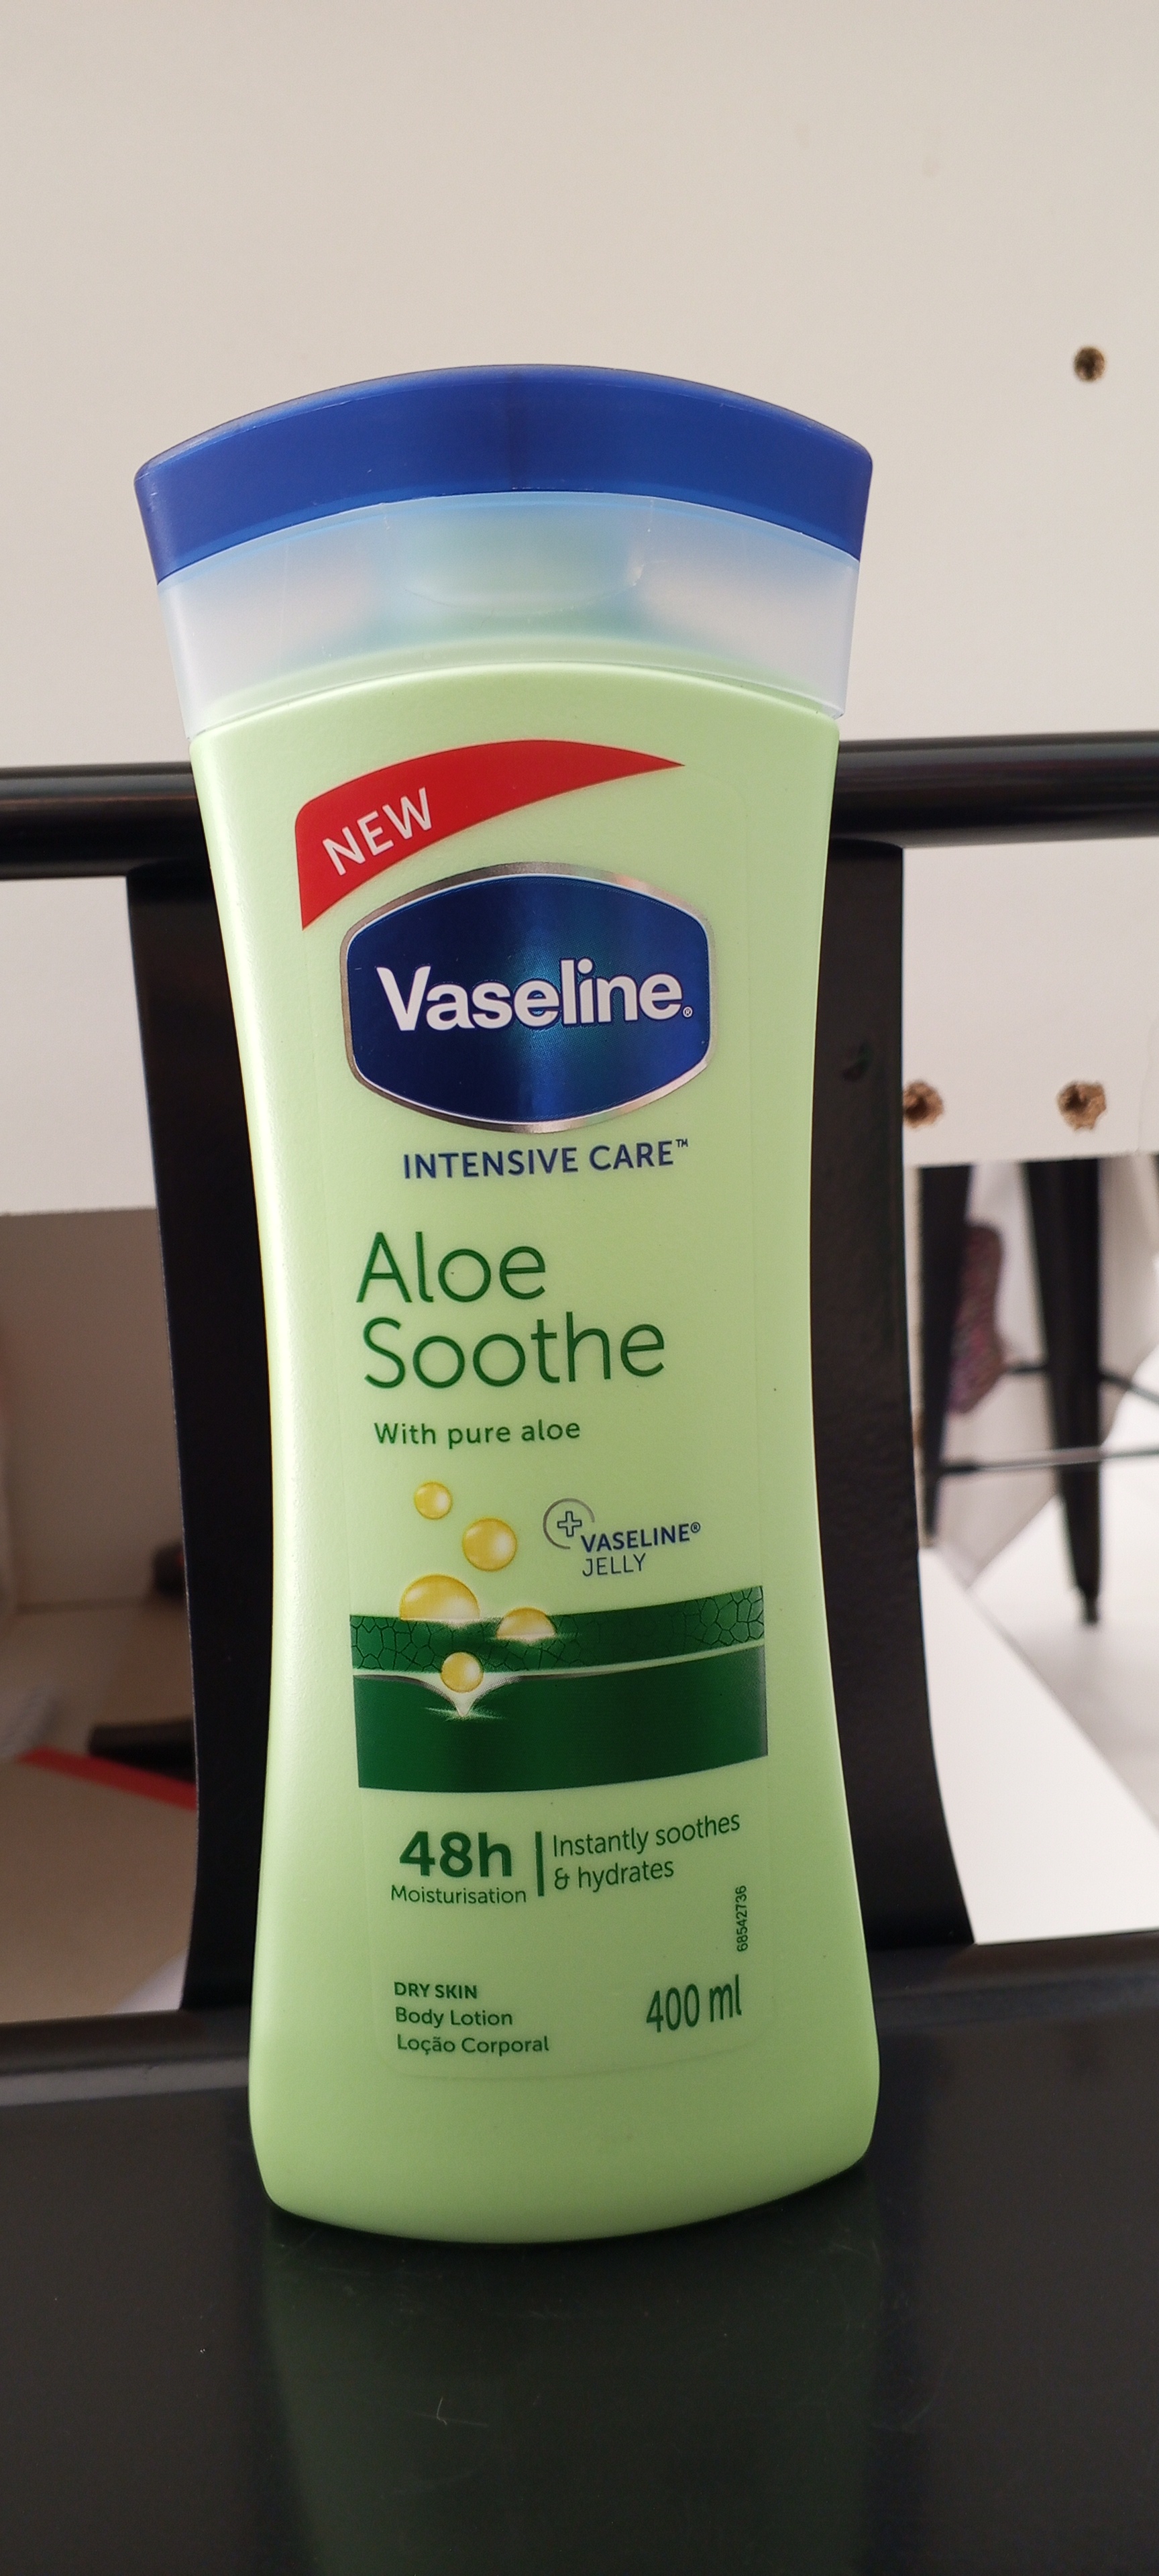 NEW
Vaseline®
INTENSIVE CARE™
Aloe
Soothe
With pure aloe
VASELINE®
JELLY
48h
Moisturisation
Instantly soothes
& hydrates
68542736
DRY SKIN
Body Lotion
Loção Corporal
400 ml